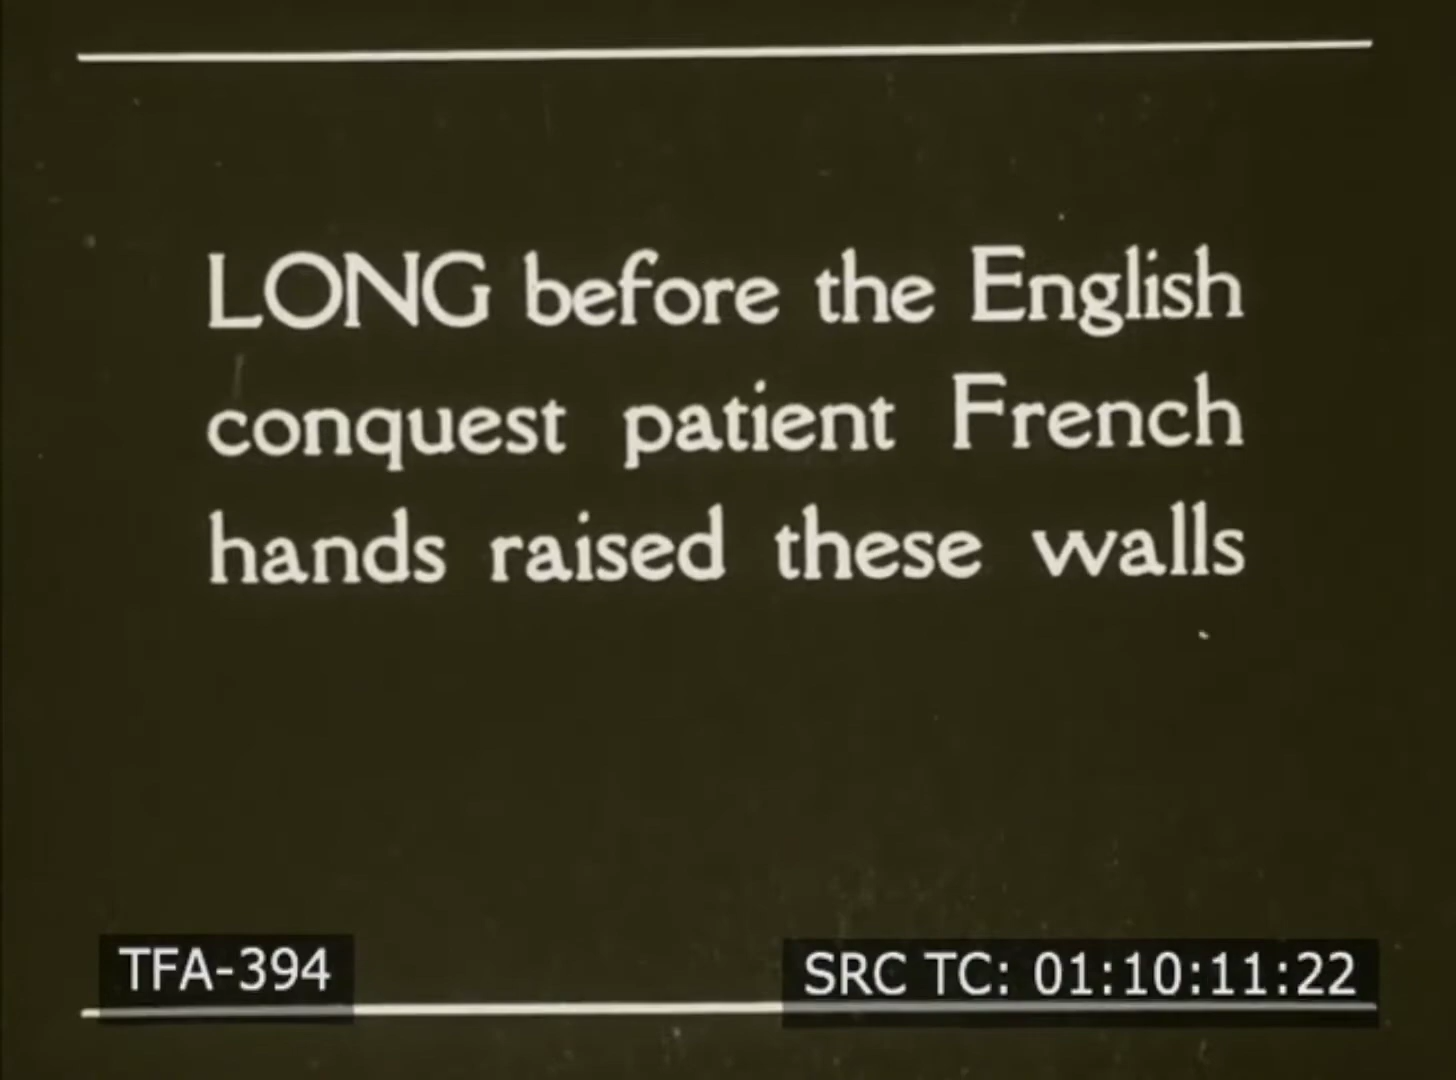 LONG before the English
conquest patient French
hands raised these walls
TFA-394
SRC TC: 01:10:11:22